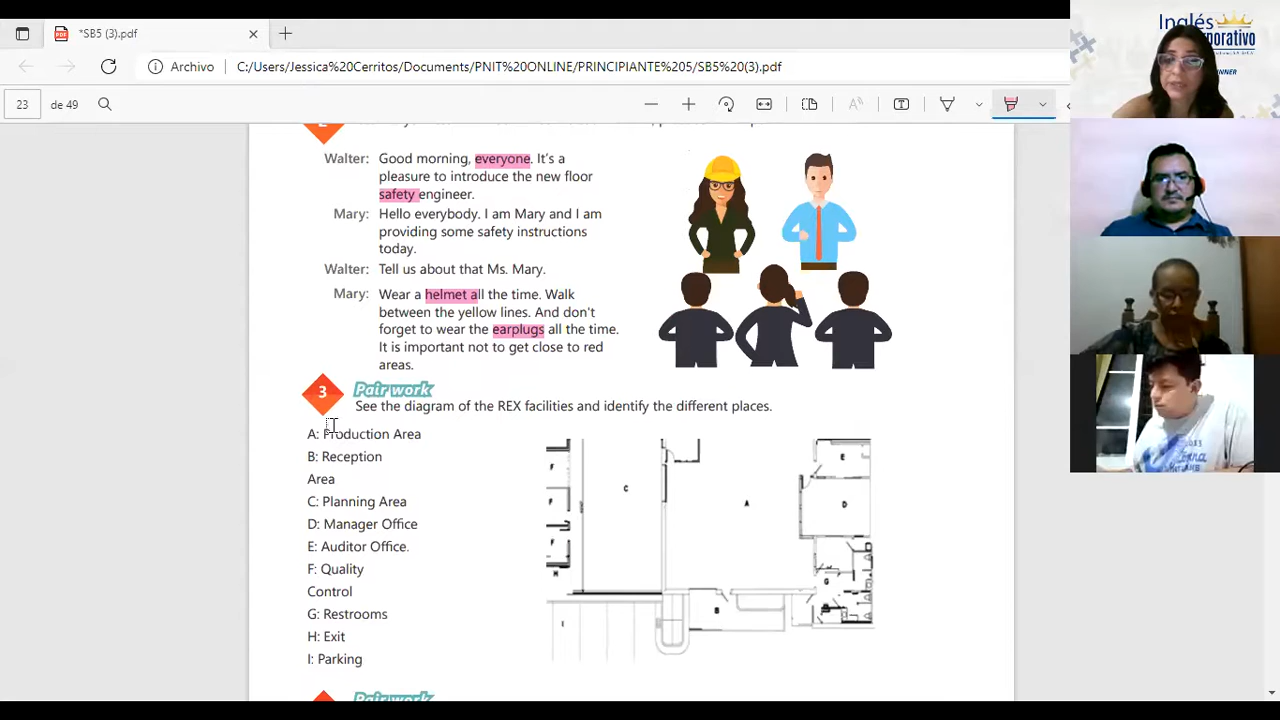 *SB5 (3).pdf
Archivo
C:/Users/Jessica%20Cerritos/Documents/
/PRINCIPIANTE%205/SB5%20(3).pdf
23
de 49
Inglés
Walter: Good morning, everyone. It's a
pleasure to introduce the new floor
safety engineer.
Mary: Hello everybody. I am Mary and I am
providing some safety instructions
today.
Walter: Tell us about that Ms. Mary.
Mary: Wear a helmet all the time. Walk
between the yellow lines. And don't
forget to wear the earplugs all the time.
It is important not to get close to red
areas.
3
Pair work
See the diagram of the REX facilities and identify the different places.
A: Production Area
B: Reception
Area
C: Planning Area
D: Manager Office
E: Auditor Office.
F: Quality
Control
G: Restrooms
H: Exit
I: Parking
F
F
F
H
C
A
E
D
G
B
I
Pair work